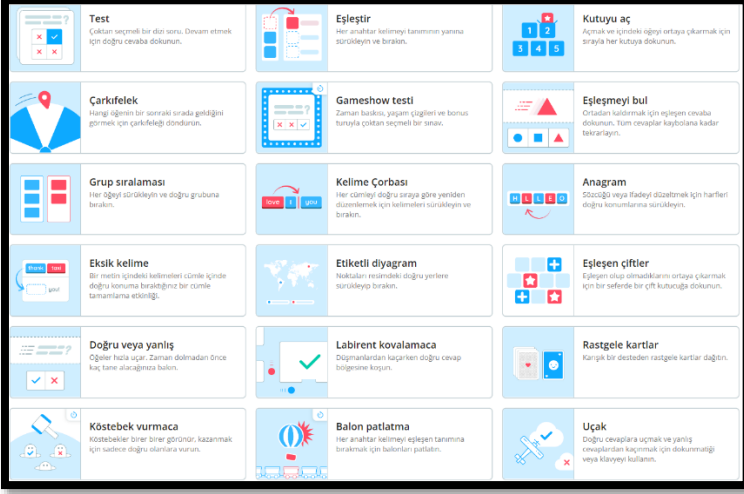 Test
Çoktan seçmeli bir dizi soru. Devam etmek
için doğru cevaba dokunun.
Eşleştir
Her anahtar kelimeyi tanımının yanına
sürükleyin ve bırakın.
1 2
3 4 5
Kutuyu aç
Açmak ve içindeki öğeyi ortaya çıkarmak için
sırayla her kutuya dokunun.
Çarkıfelek
Hangi öğenin bir sonraki sırada geldiğini
görmek için çarkıfeleği döndürün.
Gameshow testi
Zaman baskısı, yaşam çizgileri ve bonus
turuyla çoktan seçmeli bir sınav.
Eşleşmeyi bul
Ortadan kaldırmak için eşleşen cevaba
dokunun. Tüm cevaplar kaybolana kadar
tekrarlayın.
Grup sıralaması
Her öğeyi sürükleyin ve doğru grubuna
bırakın.
love I you
Kelime Çorbası
Her cümleyi doğru sıraya göre yeniden
düzenlemek için kelimeleri sürükleyin ve
bırakın.
H L L E O
Anagram
Sözcüğü veya ifadeyi düzeltmek için harfleri
doğru konumlarına sürükleyin.
thank
you!
Eksik kelime
Bir metin içindeki kelimeleri cümle içinde
doğru konuma bıraktığınız bir cümle
tamamlama etkinliği.
Etiketli diyagram
Noktaları resimdeki doğru yerlere
sürükleyip bırakın.
Eşleşen çiftler
Eşleşen olup olmadıklarını ortaya çıkarmak
için bir seferde bir çift kutucuğa dokunun.
Doğru veya yanlış
Öğeler hızla uçar. Zaman dolmadan önce
kaç tane alacağınıza bakın.
Labirent kovalamaca
Düşmanlardan kaçarken doğru cevap
bölgesine koşun.
Rastgele kartlar
Karışık bir desteden rastgele kartlar dağıtın.
Köstebek vurmaca
Köstebekler birer birer görünür, kazanmak
için sadece doğru olanlara vurun.
Balon patlatma
Her anahtar kelimeyi eşleşen tanımına
bırakmak için balonları patlatın.
Uçak
Doğru cevaplara uçmak ve yanlış
cevaplardan kaçınmak için dokunmatiği
veya klavyeyi kullanın.